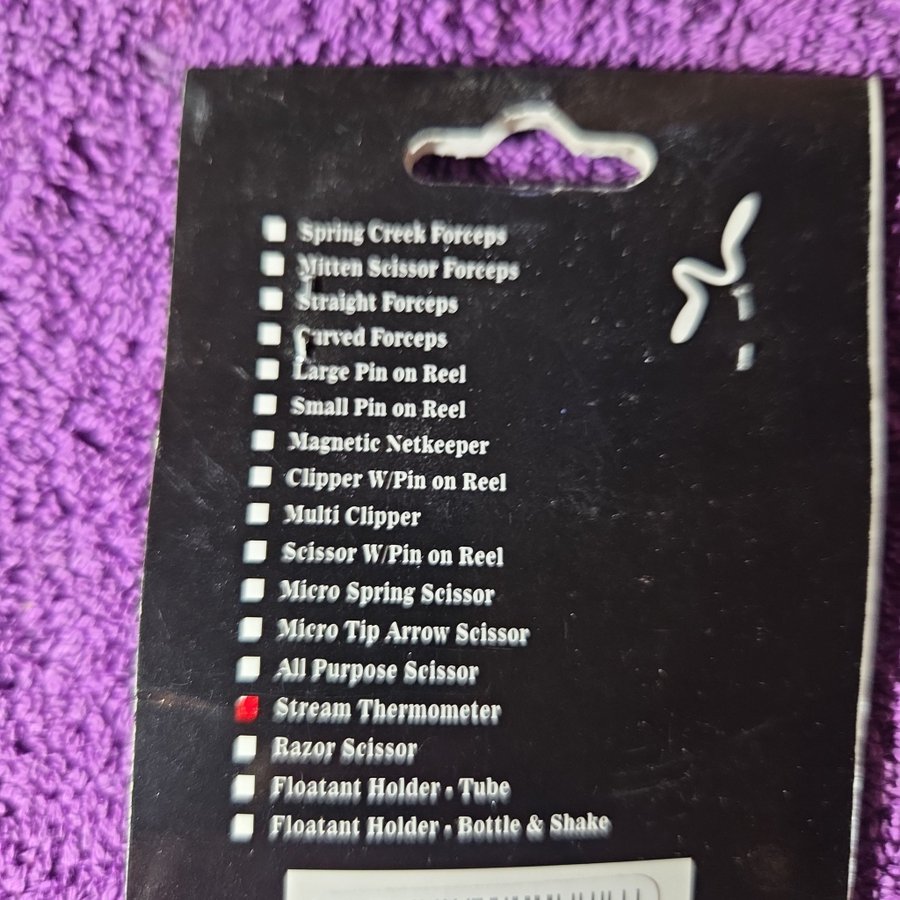 Spring Creek Forceps
Mitten Scissor Forceps
Straight Forceps
Curved Forceps
Large Pin on Reel
Small Pin on Reel
Magnetic Netkeeper
Clipper W/Pin on Reel
Multi Clipper
Scissor W/Pin on Reel
Micro Spring Scissor
Micro Tip Arrow Scissor
All Purpose Scissor
Stream Thermometer
Razor Scissor
Floatant Holder - Tube
Floatant Holder - Bottle & Shake